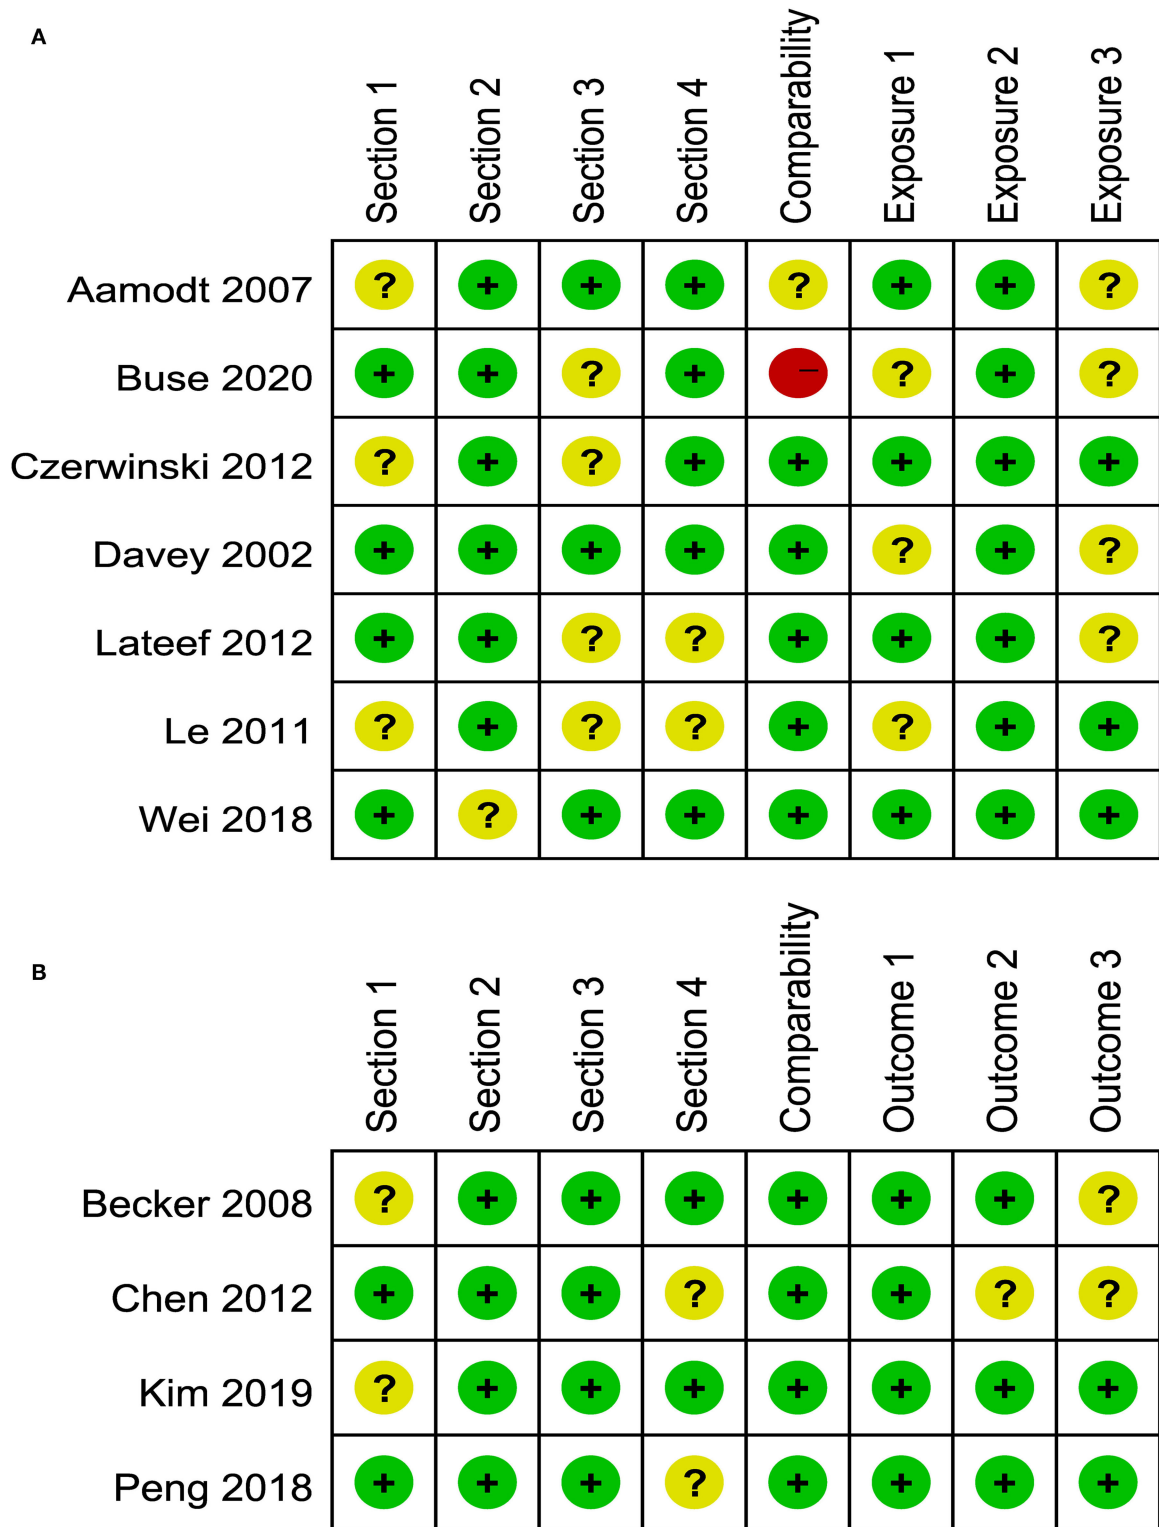 A
Section 1 Section 2 Section 3 Section 4 Comparability Exposure 1 Exposure 2 Exposure 3
Aamodt 2007 ? + + + ? + + ?
Buse 2020 + + ? + – ? + ?
Czerwinski 2012 ? + ? + + + + +
Davey 2002 + + + + + ? + ?
Lateef 2012 + + ? ? + + + ?
Le 2011 ? + ? ? + ? + +
Wei 2018 + ? + + + + + +
B
Section 1 Section 2 Section 3 Section 4 Comparability Outcome 1 Outcome 2 Outcome 3
Becker 2008 ? + + + + + + ?
Chen 2012 + + + ? + + ? ?
Kim 2019 ? + + + + + + +
Peng 2018 + + + ? + + + +